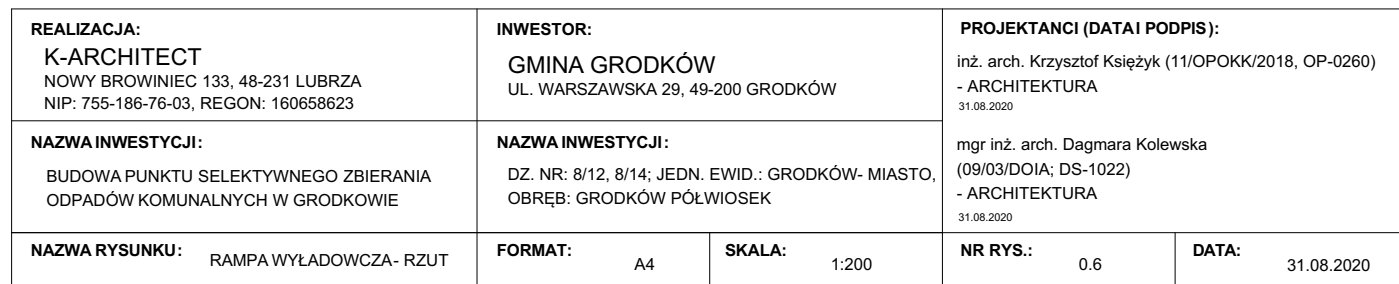 REALIZACJA:
K-ARCHITECT
NOWY BROWINIEC 133, 48-231 LUBRZA
NIP: 755-186-76-03, REGON: 160658623
INWESTOR:
GMINA GRODKÓW
UL. WARSZAWSKA 29, 49-200 GRODKÓW
PROJEKTANCI (DATA I PODPIS):
inż. arch. Krzysztof Księżyk (11/OPOKK/2018, OP-0260)
- ARCHITEKTURA
31.08.2020
mgr inż. arch. Dagmara Kolewska
(09/03/DOIA; DS-1022)
- ARCHITEKTURA
31.08.2020
NAZWA INWESTYCJI:
BUDOWA PUNKTU SELEKTYWNEGO ZBIERANIA
ODPADÓW KOMUNALNYCH W GRODKOWIE
NAZWA INWESTYCJI:
DZ. NR: 8/12, 8/14; JEDN. EWID.: GRODKÓW- MIASTO,
OBRĘB: GRODKÓW PÓŁWIOSEK
NAZWA RYSUNKU: RAMPA WYŁADOWCZA- RZUT
FORMAT: A4
SKALA: 1:200
NR RYS.: 0.6
DATA: 31.08.2020